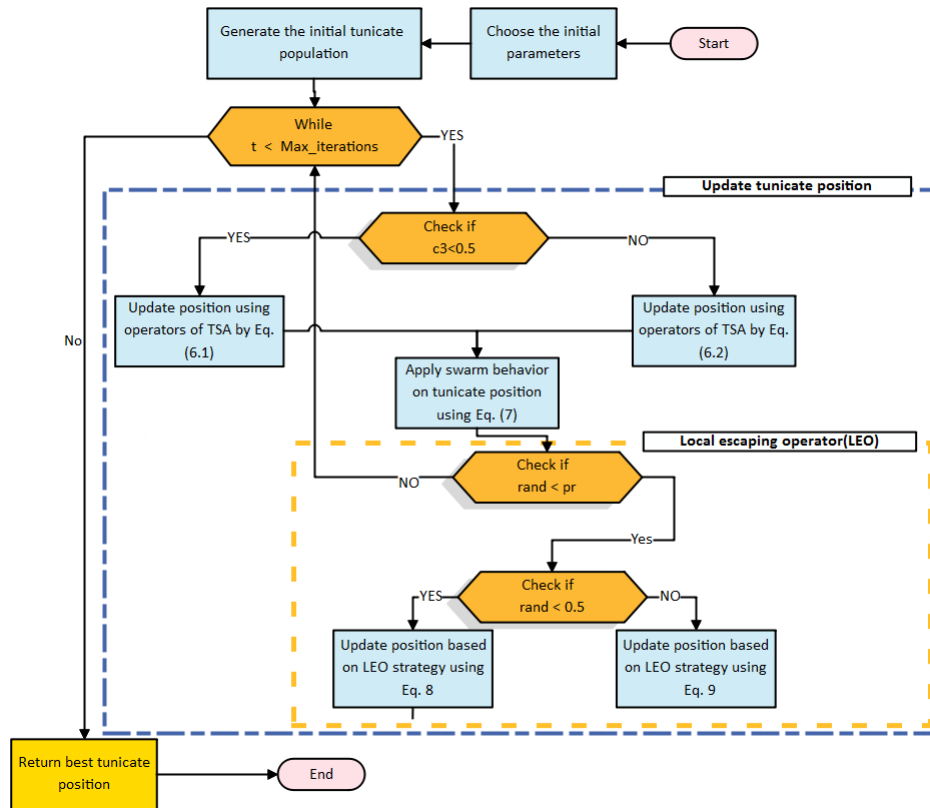 Generate the initial tunicate
population
Choose the initial
parameters
Start
While
t < Max_iterations
YES
Update tunicate position
Check if
c3<0.5
YES
NO
Update position using
operators of TSA by Eq.
(6.1)
Update position using
operators of TSA by Eq.
(6.2)
No
Apply swarm behavior
on tunicate position
using Eq. (7)
Local escaping operator(LEO)
Check if
rand < pr
NO
Yes
Check if
rand < 0.5
YES
NO
Update position based
on LEO strategy using
Eq. 8
Update position based
on LEO strategy using
Eq. 9
Return best tunicate
position
End